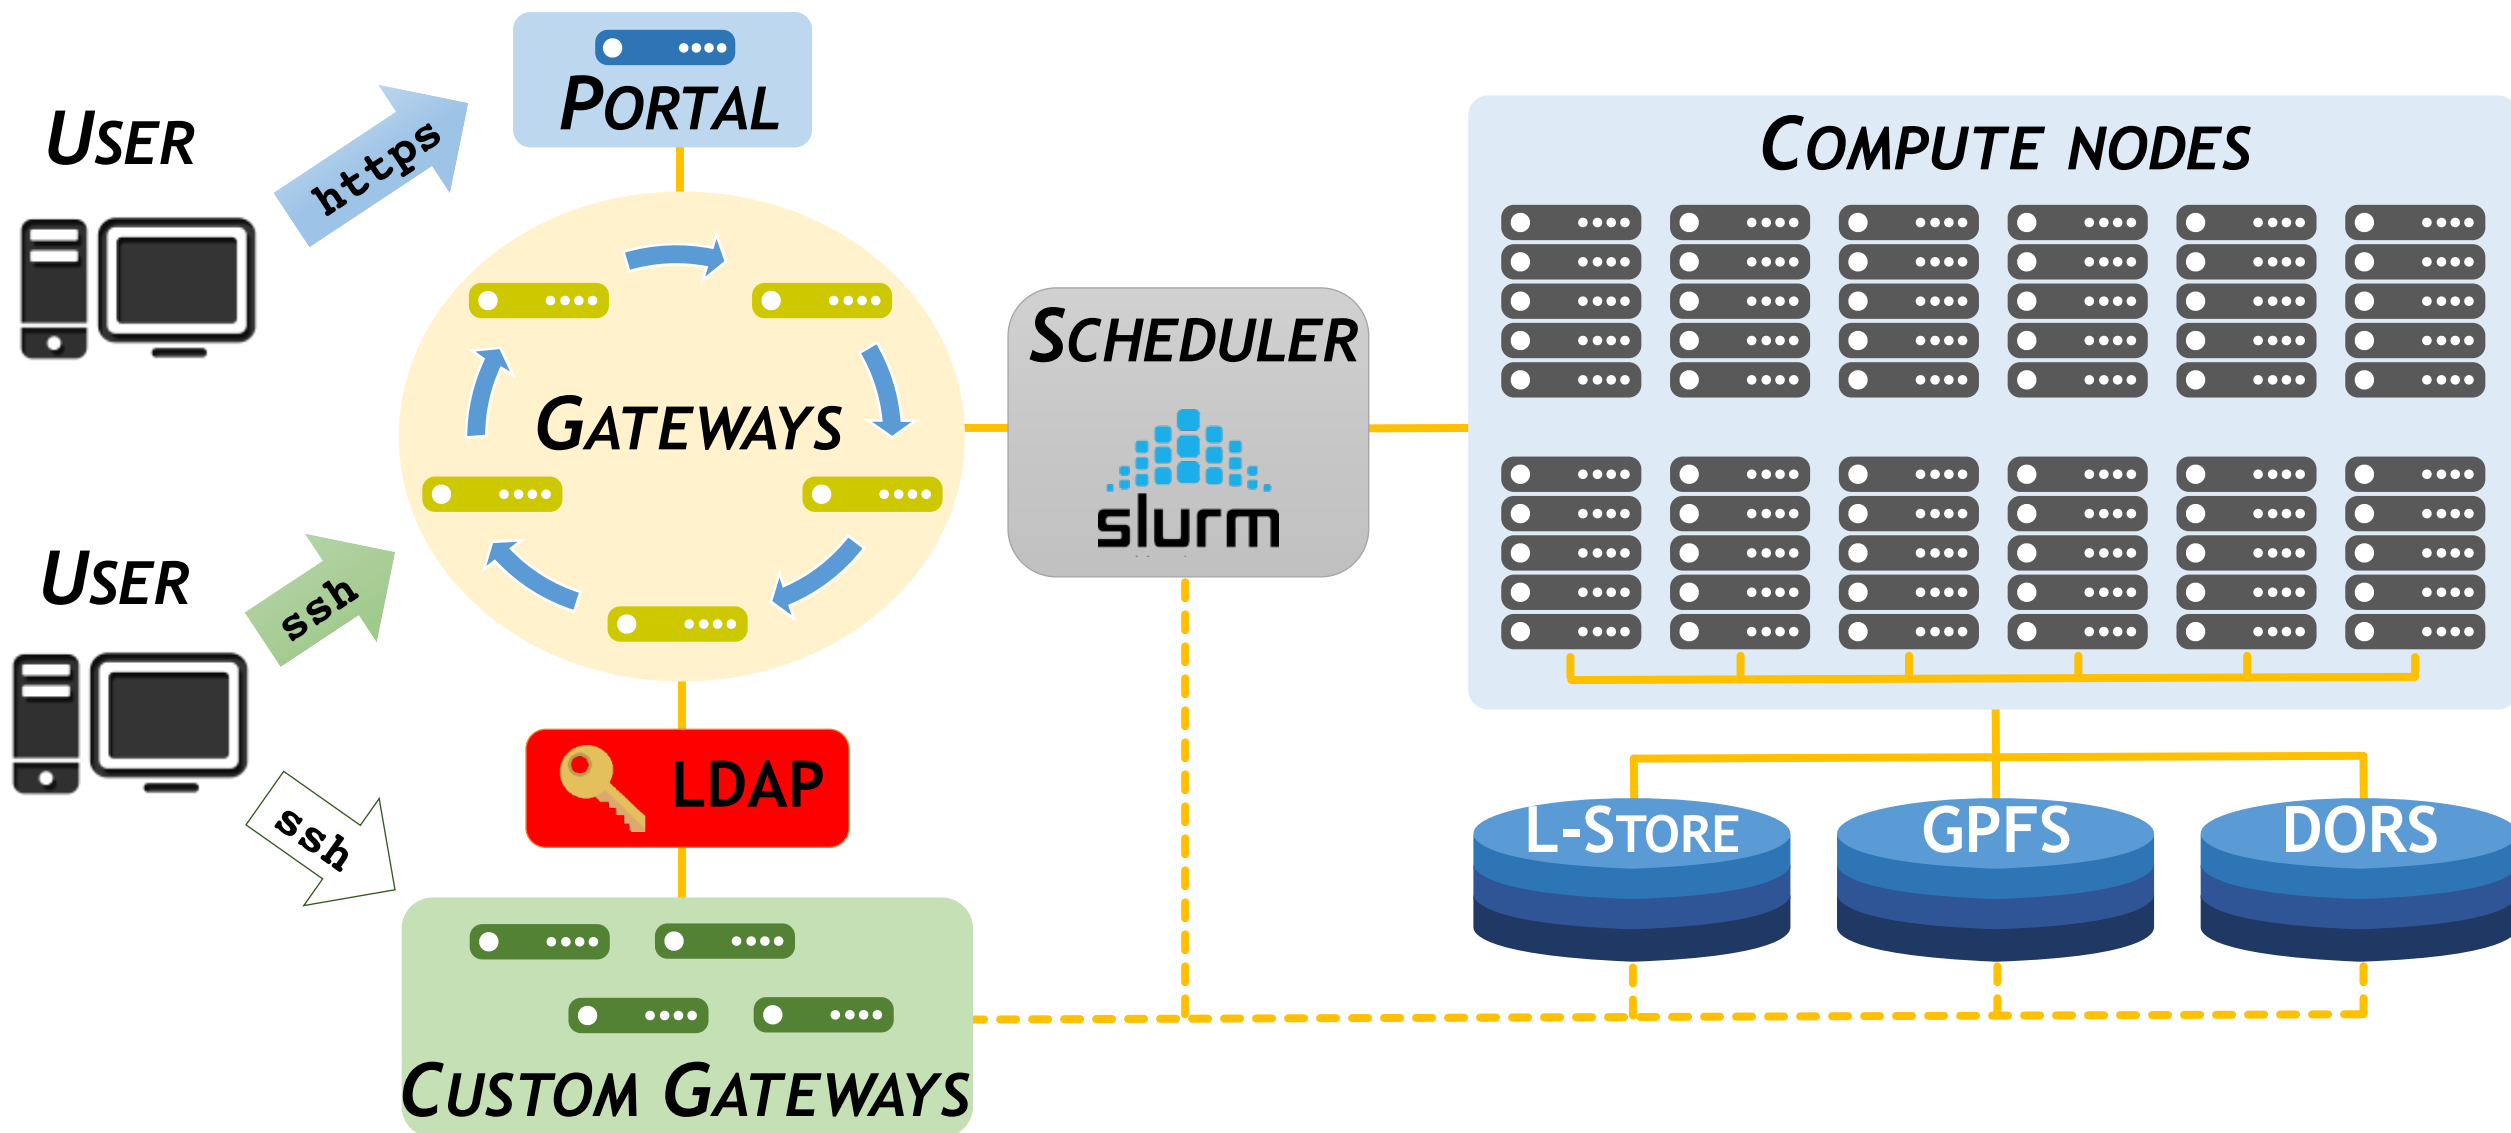 USER
https
PORTAL
COMPUTE NODES
SCHEDULER
GATEWAYS
slurm
USER
ssh
LDAP
ssh
L-STORE
GPFS
DORS
CUSTOM GATEWAYS